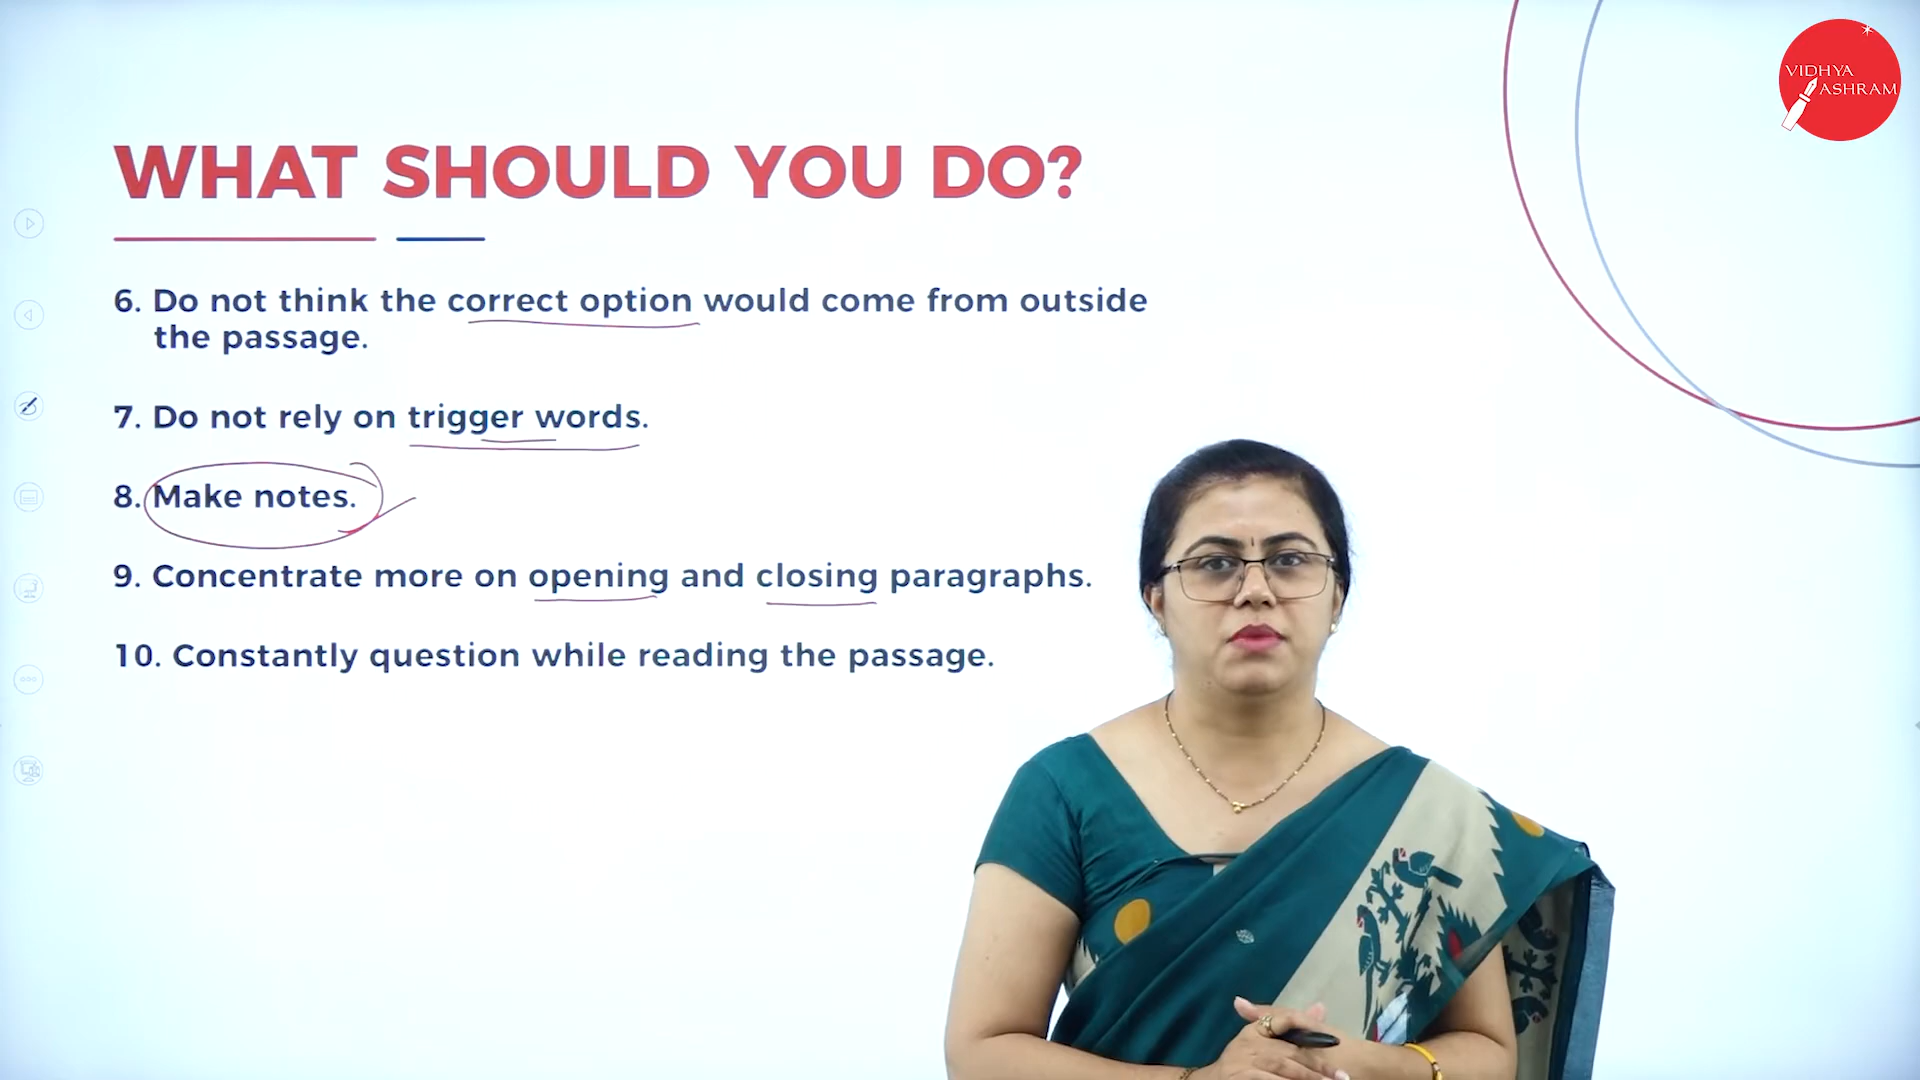 VIDHYA
ASHRAM
WHAT SHOULD YOU DO?
6. Do not think the correct option would come from outside
the passage.
7. Do not rely on trigger words.
8. Make notes.
9. Concentrate more on opening and closing paragraphs.
10. Constantly question while reading the passage.